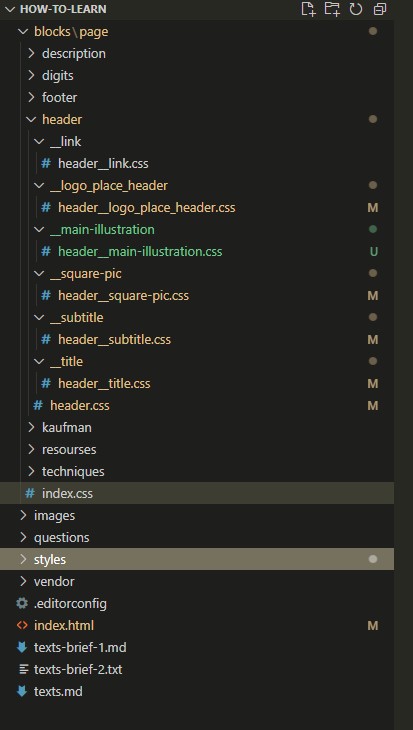 HOW-TO-LEARN
blocks\page
description
digits
footer
header
__link
# header__link.css
__logo_place_header
# header__logo_place_header.css M
__main-illustration
# header__main-illustration.css U
__square-pic
# header__square-pic.css M
__subtitle
# header__subtitle.css M
__title
# header__title.css M
# header.css M
kaufman
resourses
techniques
# index.css
images
questions
styles
vendor
.editorconfig
<> index.html M
texts-brief-1.md
texts-brief-2.txt
texts.md